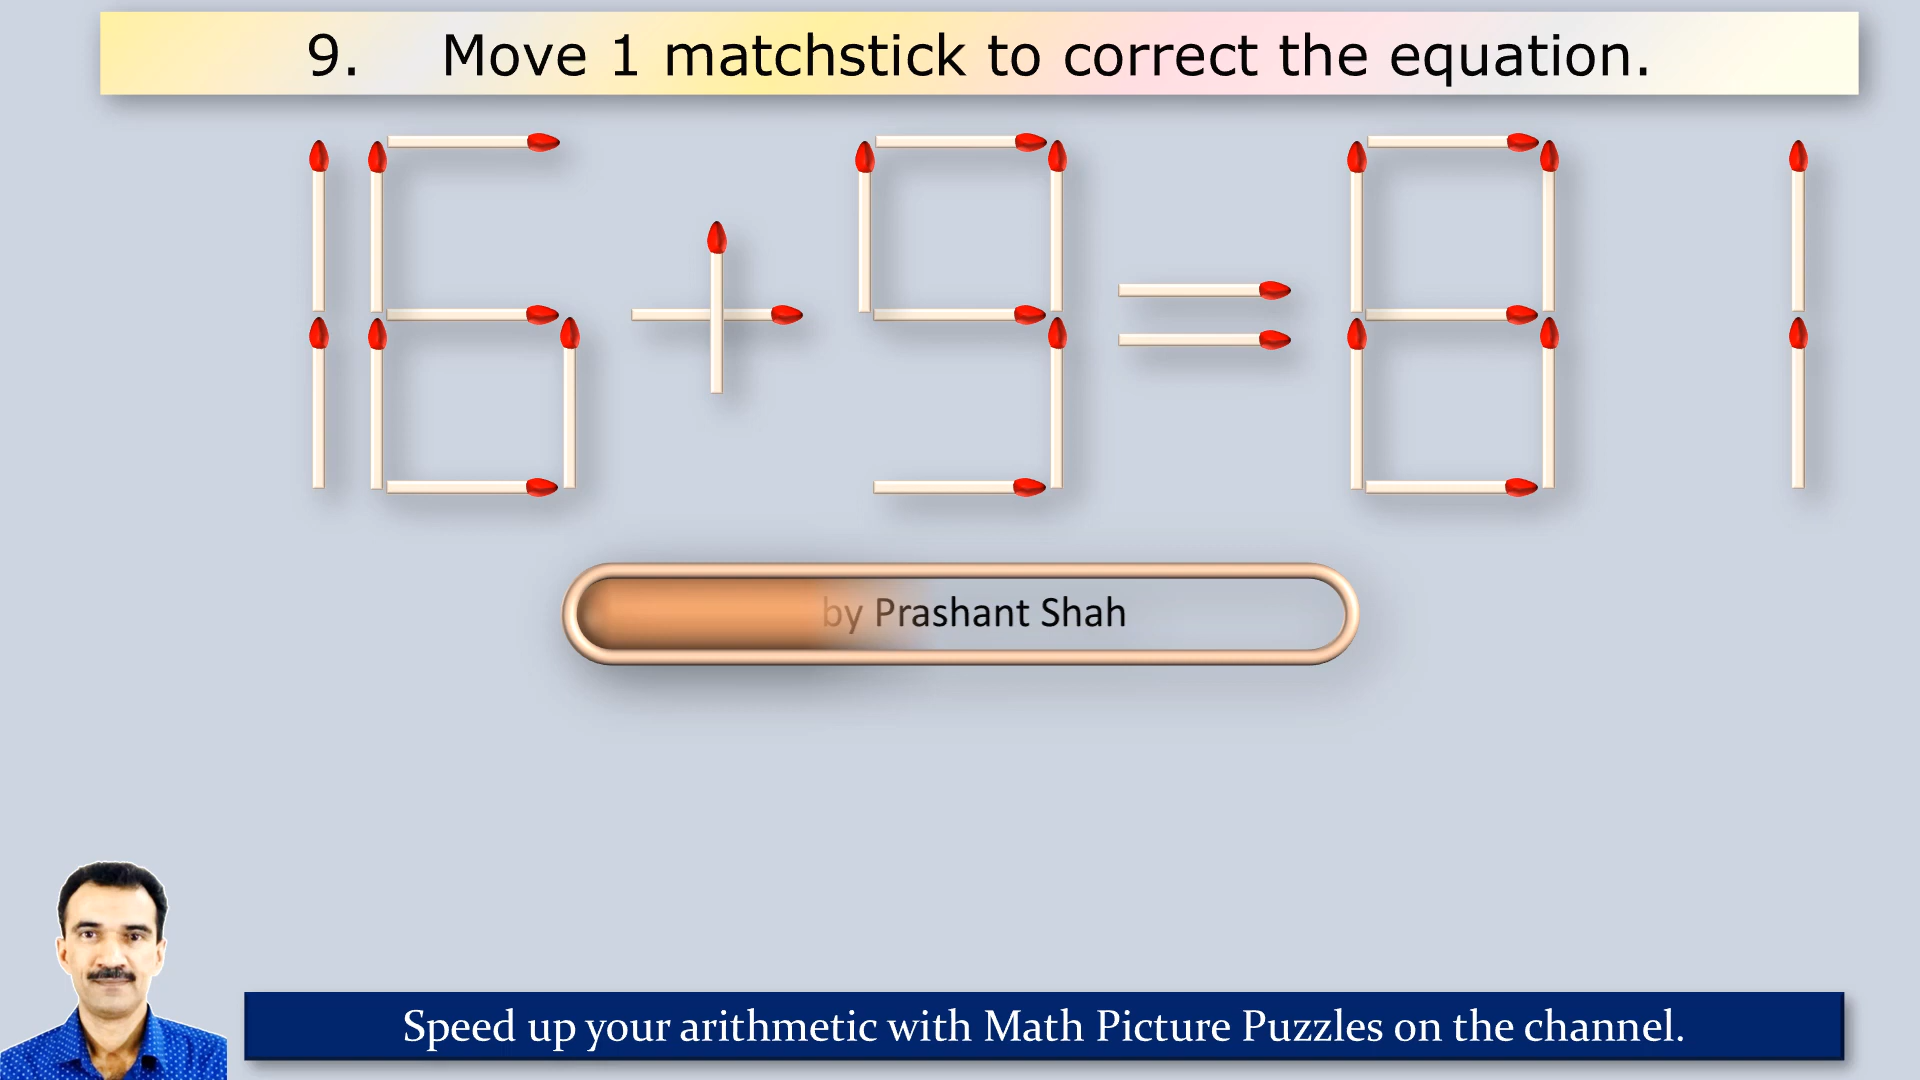 9. Move 1 matchstick to correct the equation.
16 + 9 = 8 1
by Prashant Shah
Speed up your arithmetic with Math Picture Puzzles on the channel.